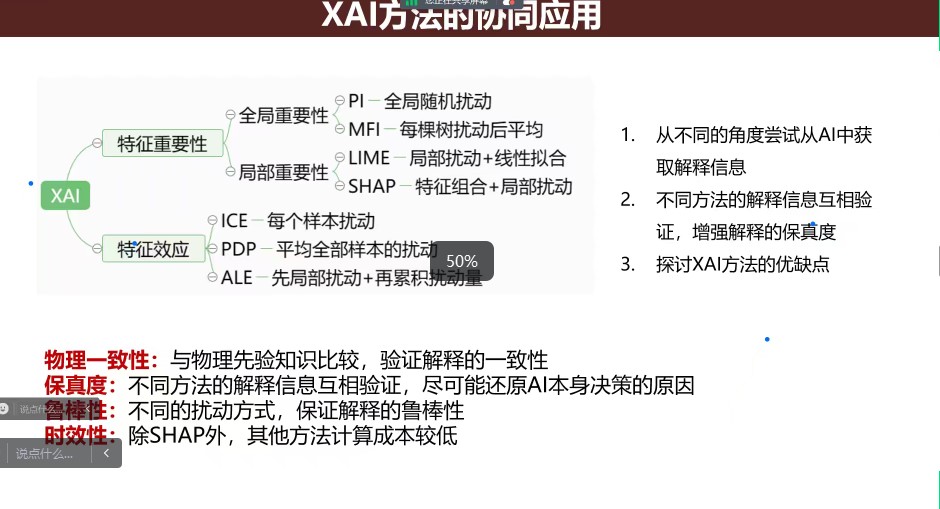 XAI方法的协同应用
您正在共享屏幕
XAI
特征重要性
全局重要性
PI — 全局随机扰动
MFI — 每棵树扰动后平均
局部重要性
LIME — 局部扰动+线性拟合
SHAP — 特征组合+局部扰动
特征效应
ICE — 每个样本扰动
PDP — 平均全部样本的扰动
ALE — 先局部扰动+再累积扰动量
50%
1. 从不同的角度尝试从AI中获
取解释信息
2. 不同方法的解释信息互相验
证，增强解释的保真度
3. 探讨XAI方法的优缺点
物理一致性：与物理先验知识比较，验证解释的一致性
保真度：不同方法的解释信息互相验证，尽可能还原AI本身决策的原因
鲁棒性：不同的扰动方式，保证解释的鲁棒性
说点什么...
时效性：除SHAP外，其他方法计算成本较低
说点什么...